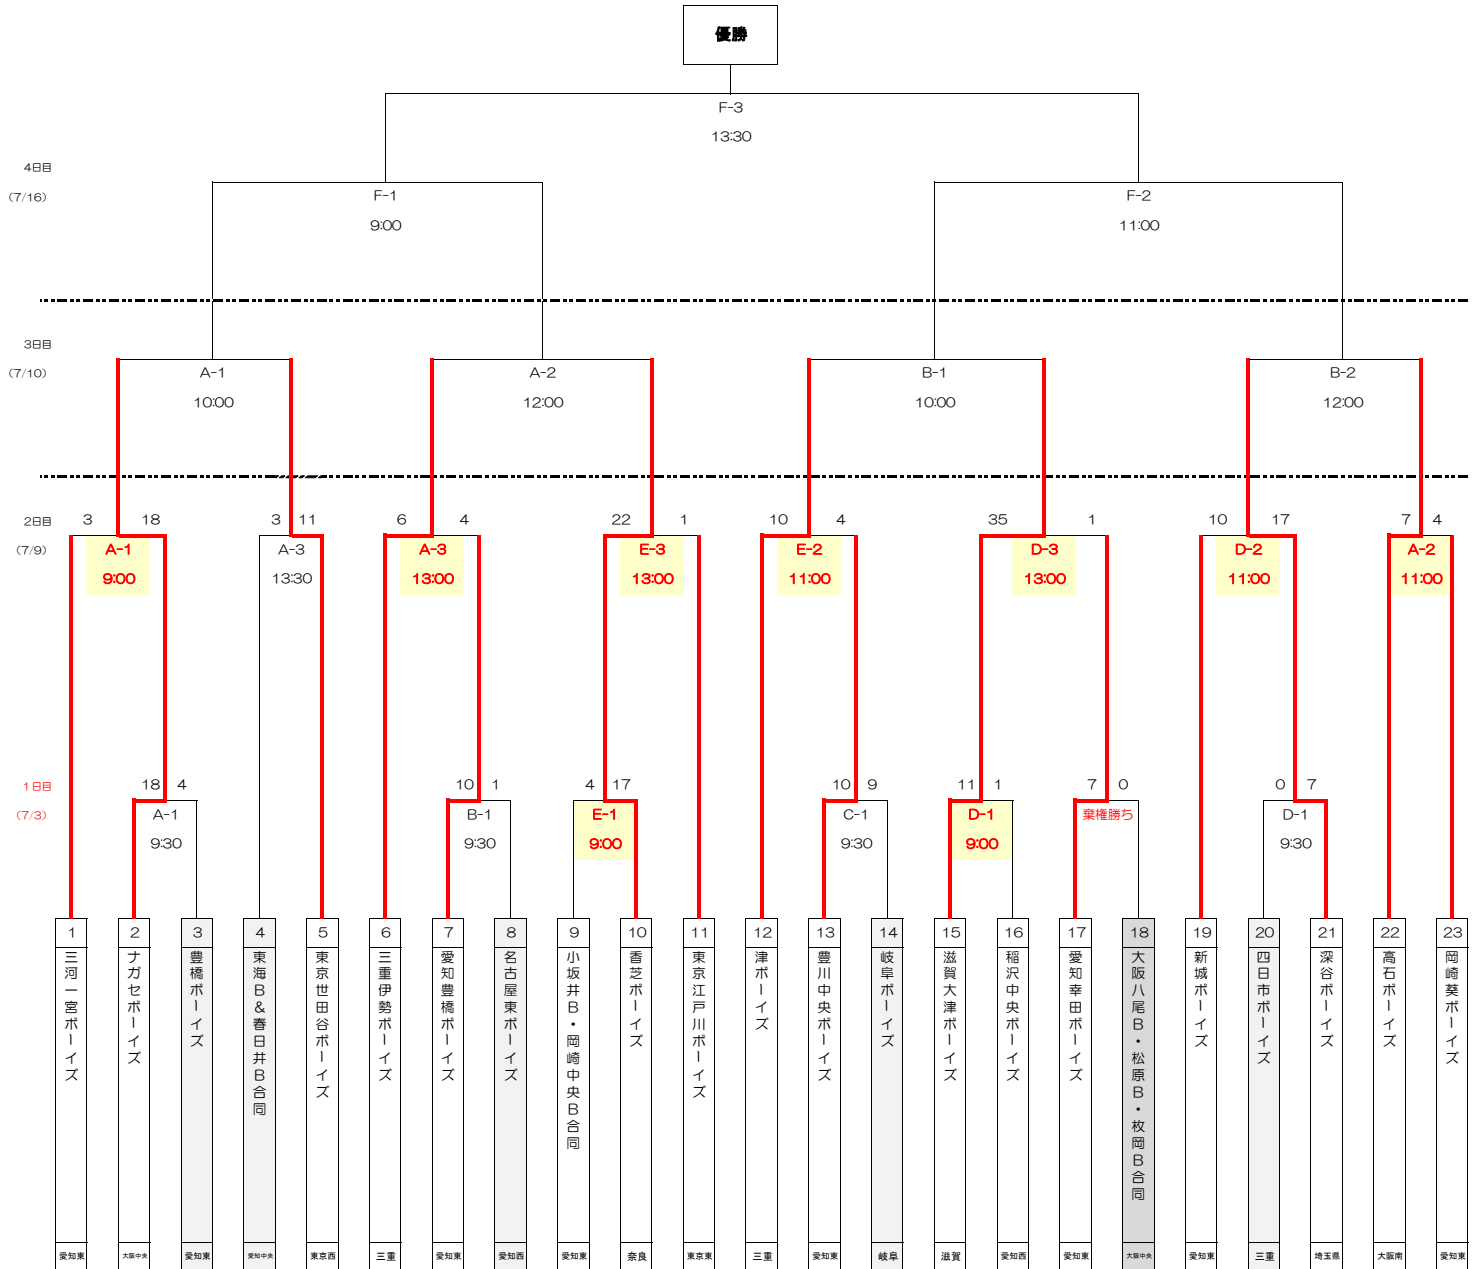 優勝
F-3
13:30
4日目
(7/16)
F-1
F-2
9:00
11:00
3日目
(7/10)
A-1
A-2
B-1
B-2
10:00
12:00
10:00
12:00
2日目
(7/9)
3 18
3 11
6 4
22 1
10 4
35 1
10 17
7 4
A-1
A-3
A-3
E-3
E-2
D-3
D-2
A-2
9:00
13:30
13:00
13:00
11:00
13:00
11:00
11:00
1日目
(7/3)
18 4
10 1
4 17
10 9
11 1
7 0
0 7
A-1
B-1
E-1
C-1
D-1
棄権勝ち
D-1
9:30
9:30
9:00
9:30
9:00
9:30
1
三河一宮ボーイズ
愛知東
2
ナガセボーイズ
大阪中央
3
豊橋ボーイズ
愛知東
4
東海B&春日井B合同
愛知中央
5
東京世田谷ボーイズ
東京西
6
三重伊勢ボーイズ
三重
7
愛知豊橋ボーイズ
愛知東
8
名古屋東ボーイズ
愛知西
9
小坂井B・岡崎中央B合同
愛知東
10
香芝ボーイズ
奈良
11
東京江戸川ボーイズ
東京東
12
津ボーイズ
三重
13
豊川中央ボーイズ
愛知東
14
岐阜ボーイズ
岐阜
15
滋賀大津ボーイズ
滋賀
16
稲沢中央ボーイズ
愛知西
17
愛知幸田ボーイズ
愛知東
18
大阪八尾B・松原B・枚岡B合同
大阪中央
19
新城ボーイズ
愛知東
20
四日市ボーイズ
三重
21
深谷ボーイズ
埼玉県
22
高石ボーイズ
大阪南
23
岡崎葵ボーイズ
愛知東